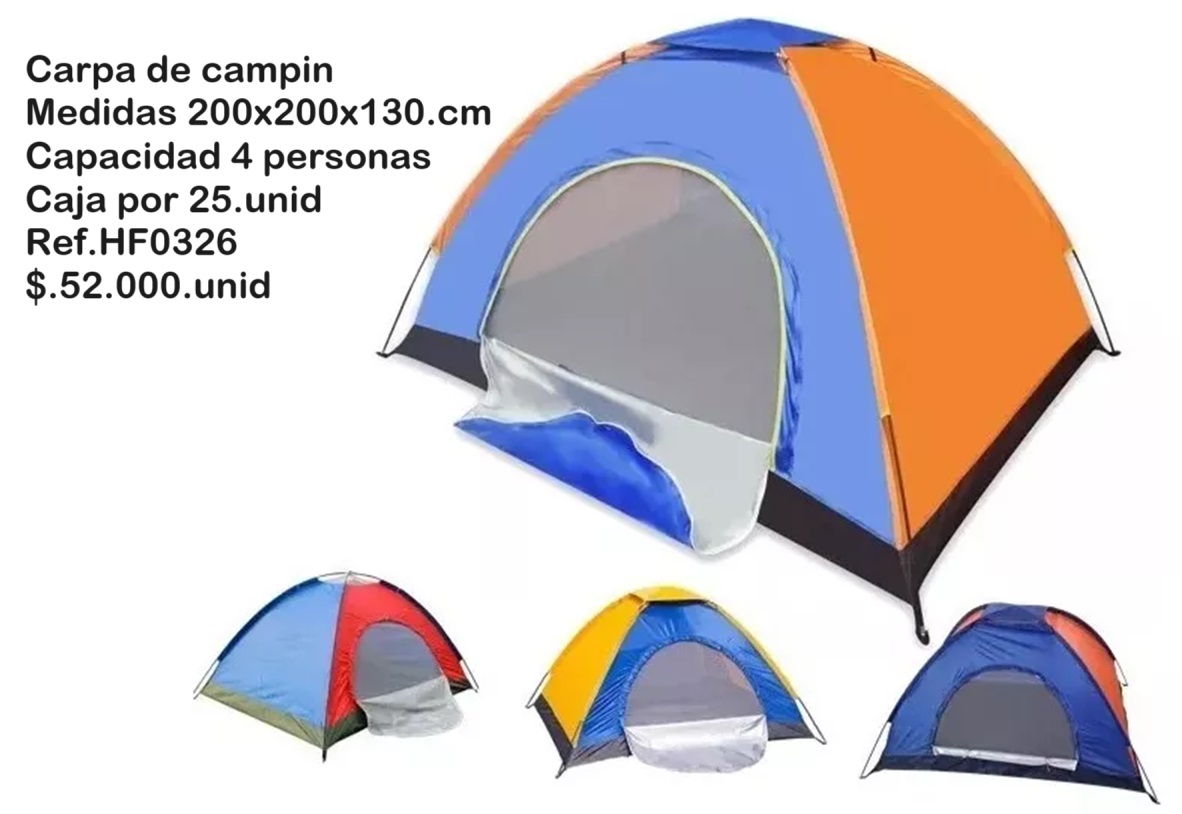 Carpa de campin
Medidas 200x200x130.cm
Capacidad 4 personas
Caja por 25.unid
Ref.HF0326
$.52.000.unid